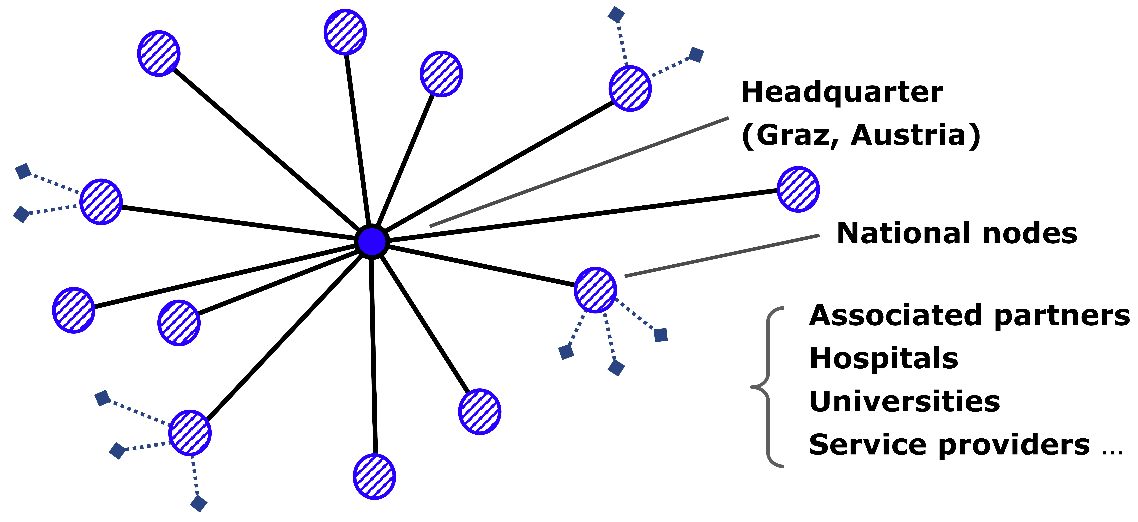 Headquarter
(Graz, Austria)
National nodes
Associated partners
Hospitals
Universities
Service providers ...